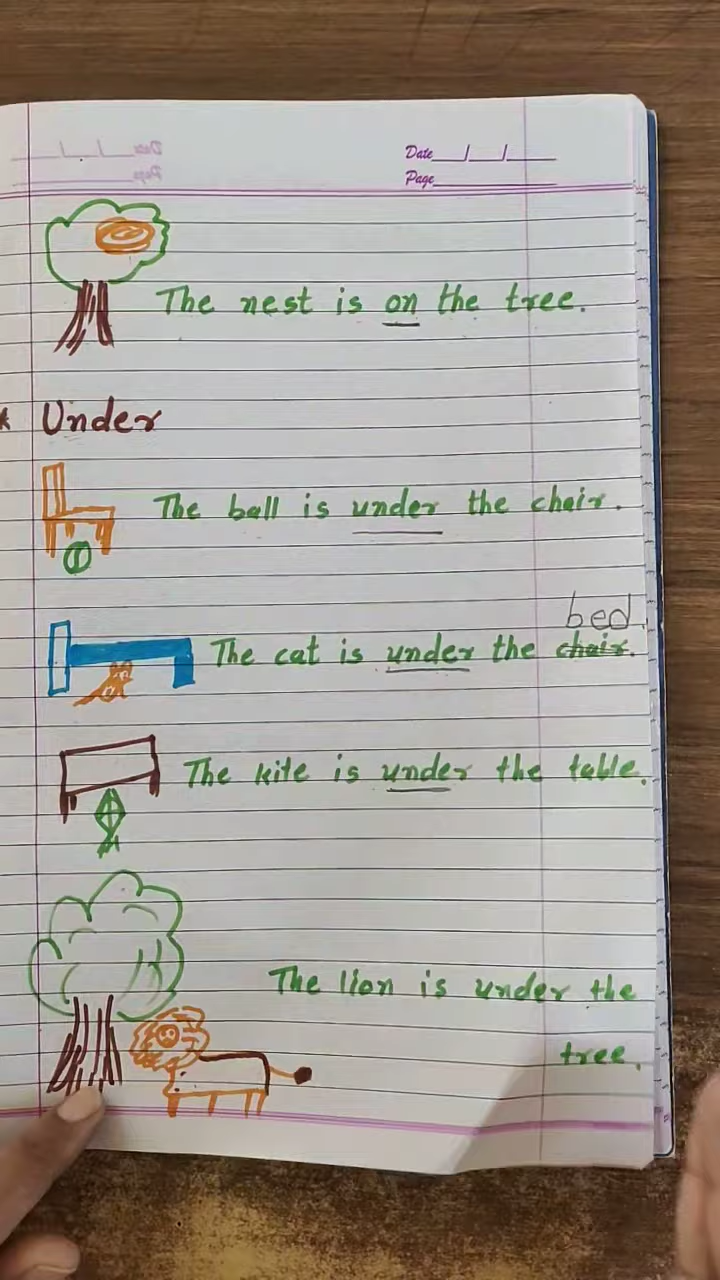 Date
Page
The nest is on the tree.
* Under
The ball is under the chair.
bed.
The cat is under the chair.
The kite is under the table.
The lion is under the
tree.